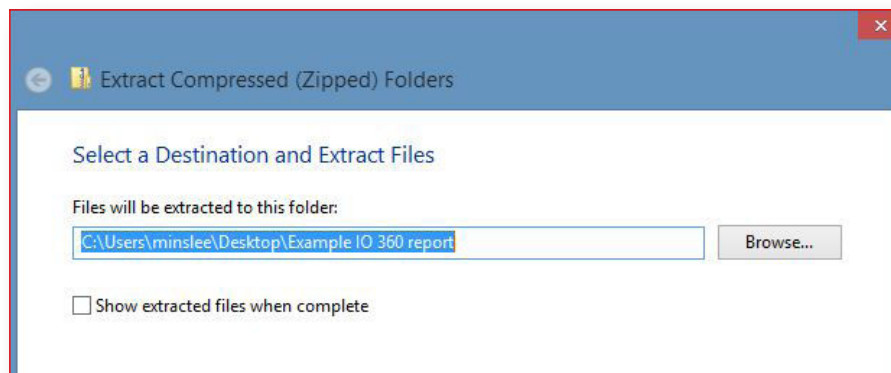 Extract Compressed (Zipped) Folders
Select a Destination and Extract Files
Files will be extracted to this folder:
C:\Users\minslee\Desktop\Example IO 360 report
Browse...
Show extracted files when complete